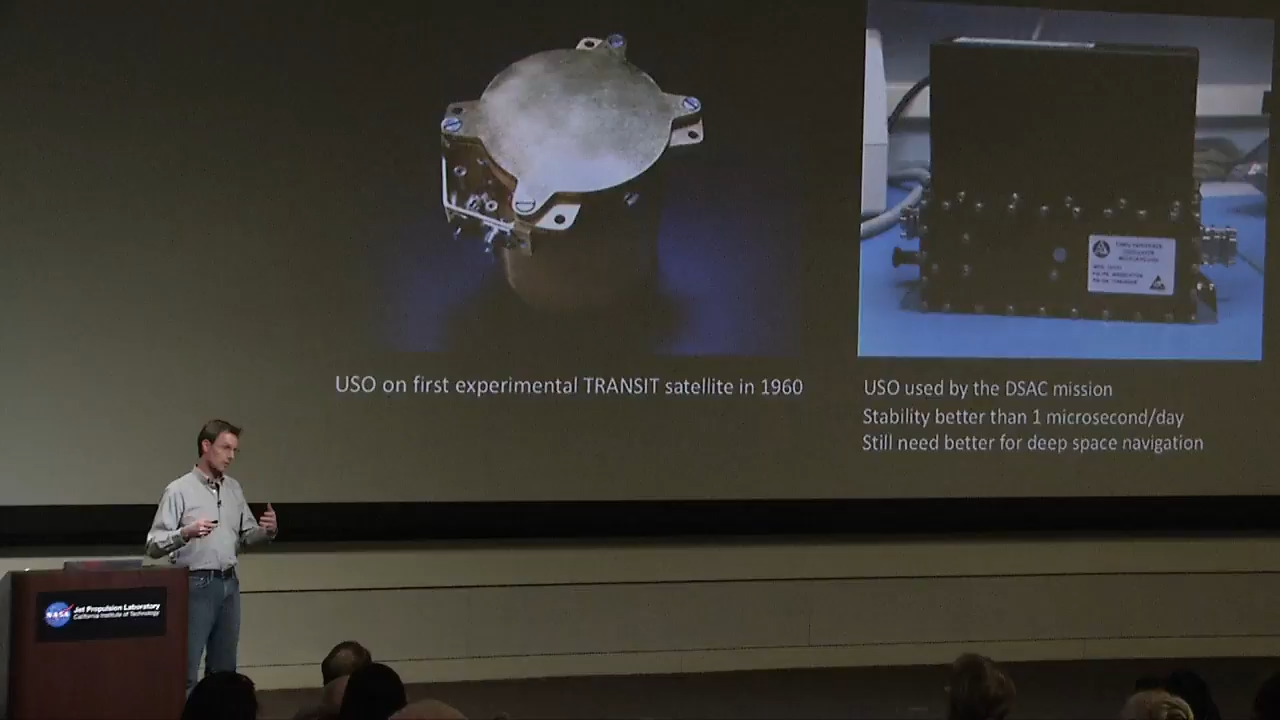 USO on first experimental TRANSIT satellite in 1960
USO used by the DSAC mission
Stability better than 1 microsecond/day
Still need better for deep space navigation
NASA
Jet Propulsion Laboratory
California Institute of Technology